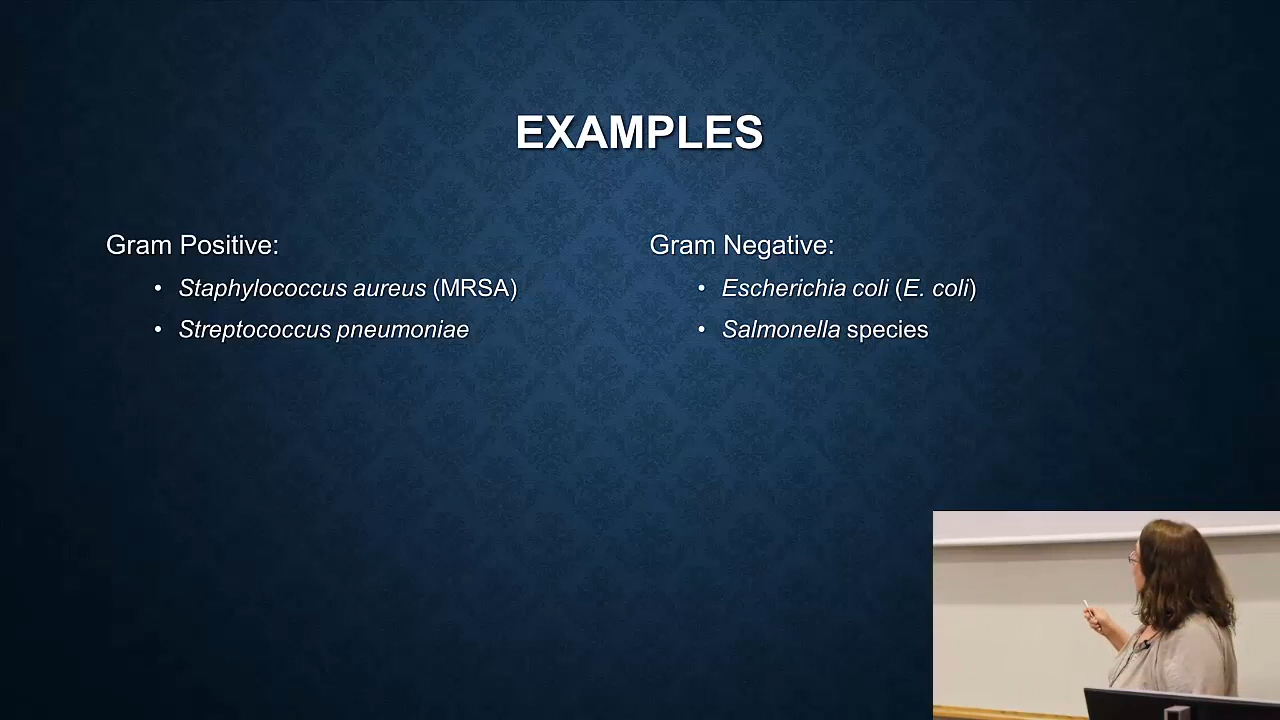 EXAMPLES
Gram Positive:
• Staphylococcus aureus (MRSA)
• Streptococcus pneumoniae
Gram Negative:
• Escherichia coli (E. coli)
• Salmonella species